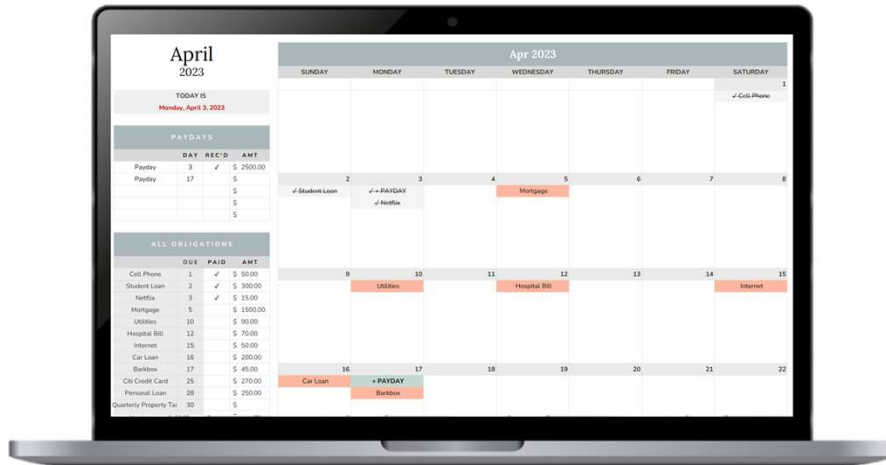 April
2023
TODAY IS
Monday, April 3, 2023
PAYDAYS
DAY REC'D AMT
Payday 3 ✓ $ 2500.00
Payday 17 $
$
$
$
ALL OBLIGATIONS
DUE PAID AMT
Cell Phone 1 ✓ $ 50.00
Student Loan 2 ✓ $ 300.00
Netflix 3 ✓ $ 15.00
Mortgage 5 $ 1500.00
Utilities 10 $ 90.00
Hospital Bill 12 $ 70.00
Internet 15 $ 50.00
Car Loan 16 $ 200.00
Barkbox 17 $ 45.00
Citi Credit Card 25 $ 270.00
Personal Loan 28 $ 250.00
Quarterly Property Ta 30 $
Apr 2023
SUNDAY MONDAY TUESDAY WEDNESDAY THURSDAY FRIDAY SATURDAY
1
✓ Cell Phone
2 3 4 5 6 7 8
✓ Student Loan ✓ + PAYDAY Mortgage
✓ Netflix
9 10 11 12 13 14 15
Utilities Hospital Bill Internet
16 17 18 19 20 21 22
Car Loan + PAYDAY
Barkbox